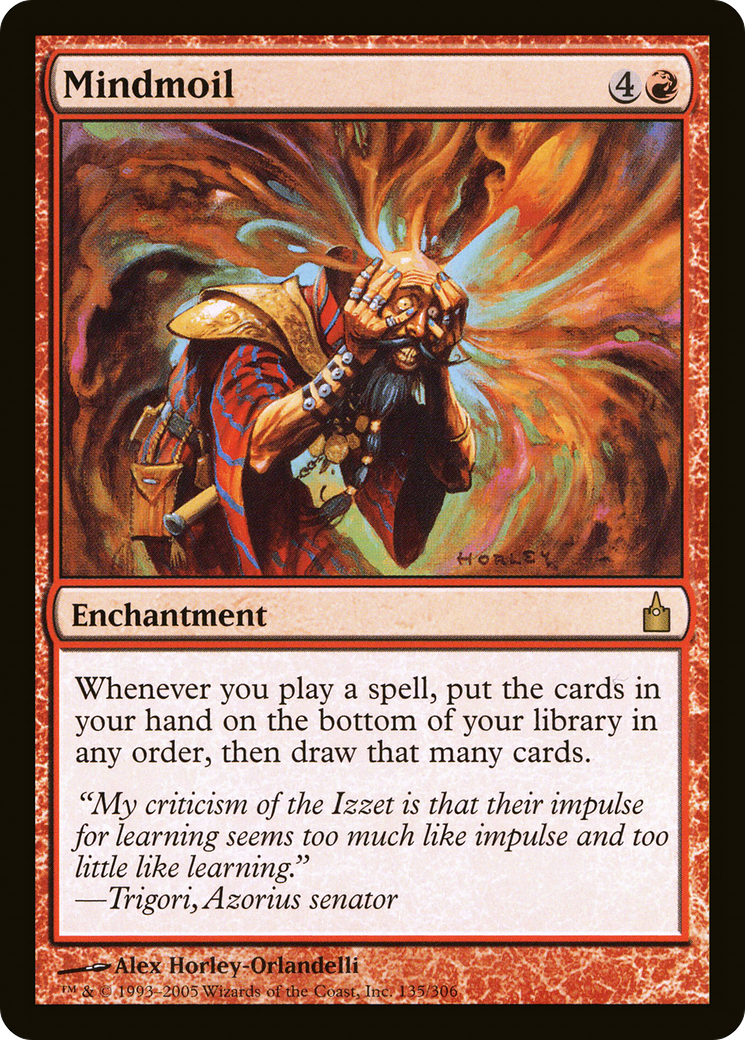 Mindmoil
4
HORLEY
Enchantment
Whenever you play a spell, put the cards in
your hand on the bottom of your library in
any order, then draw that many cards.
“My criticism of the Izzet is that their impulse
for learning seems too much like impulse and too
little like learning.”
—Trigori, Azorius senator
Alex Horley-Orlandelli
™ & © 1993–2005 Wizards of the Coast, Inc. 135/306